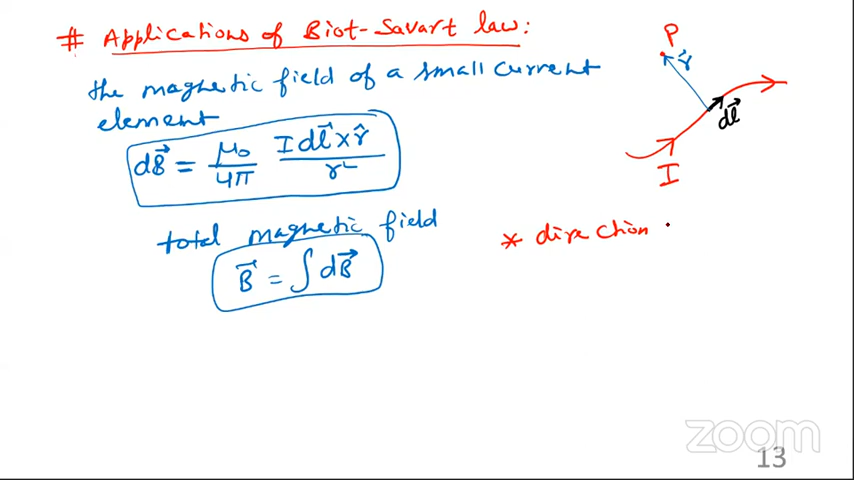 # Applications of Biot-Savart law:
the magnetic field of a small current
element
dB⃗ = μ₀/4π I dl⃗ × r̂/r²
total magnetic field
B⃗ = ∫ dB⃗
P
r̂
dl⃗
I
* direction
zoom
13